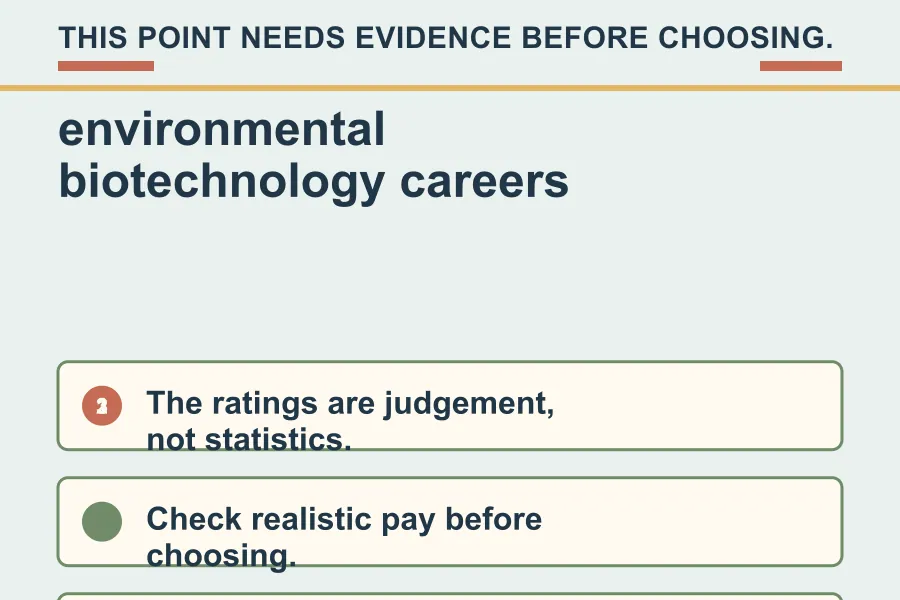 THIS POINT NEEDS EVIDENCE BEFORE CHOOSING.
environmental
biotechnology careers
The ratings are judgement,
not statistics.
Check realistic pay before
choosing.